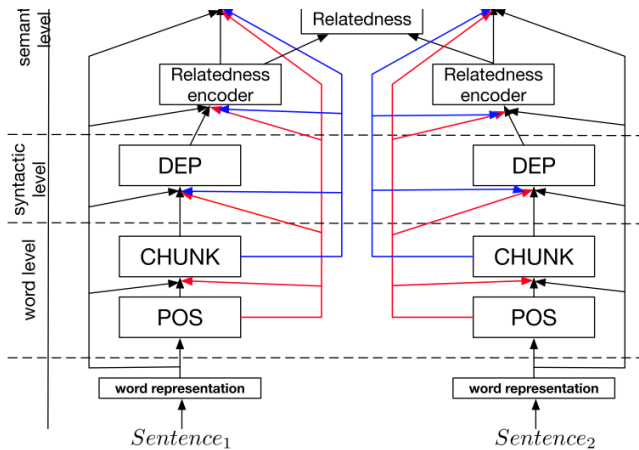 semant
level
Relatedness
Relatedness
encoder
Relatedness
encoder
syntactic
level
DEP
DEP
word level
CHUNK
CHUNK
POS
POS
word representation
word representation
Sentence₁
Sentence₂